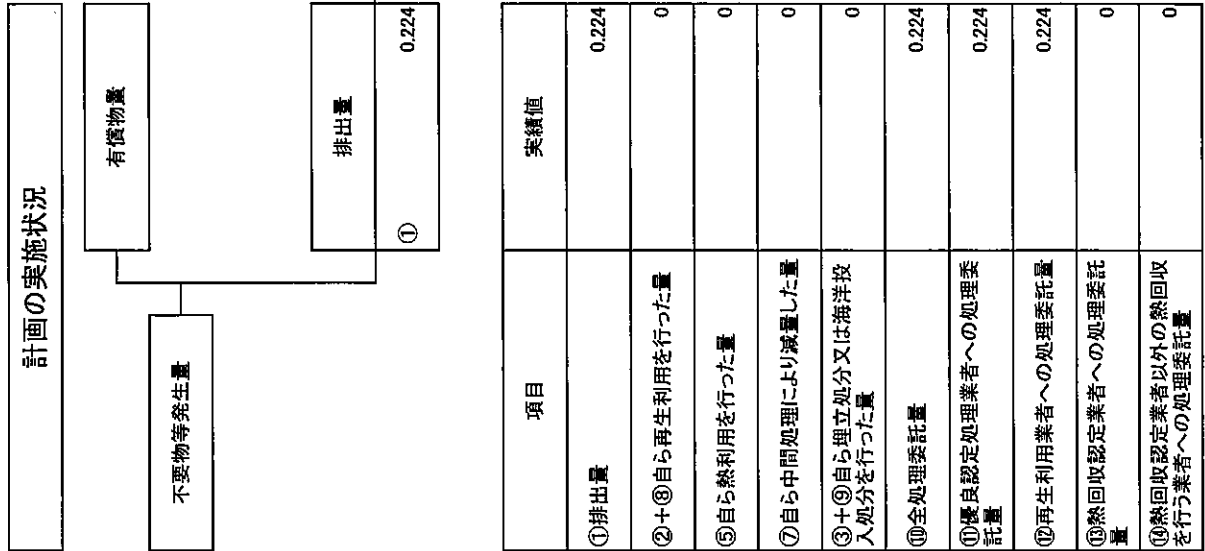 計画の実施状況
有償物量
不要物等発生量
排出量
① 0.224
項目 実績値
①排出量 0.224
②+⑧自ら再生利用を行った量 0
⑤自ら熱利用を行った量 0
⑦自ら中間処理により減量した量 0
③+⑨自ら埋立処分又は海洋投
入処分を行った量 0
⑩全処理委託量 0.224
⑪優良認定処理業者への処理委
託量 0.224
⑫再生利用業者への処理委託量 0.224
⑬熱回収認定業者への処理委託
量 0
⑭熱回収認定業者以外の熱回収
を行う業者への処理委託量 0